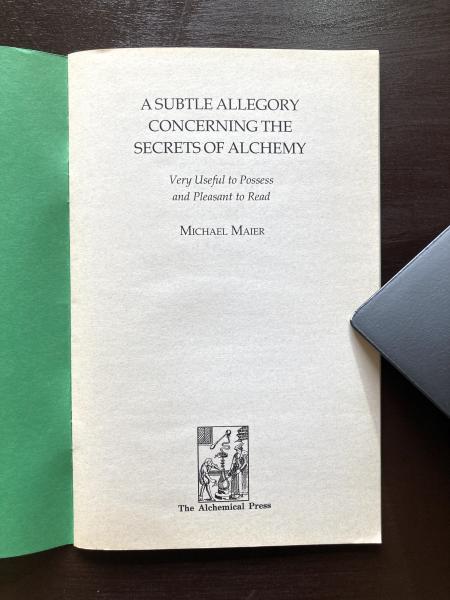 A SUBTLE ALLEGORY
CONCERNING THE
SECRETS OF ALCHEMY
Very Useful to Possess
and Pleasant to Read
MICHAEL MAIER
The Alchemical Press